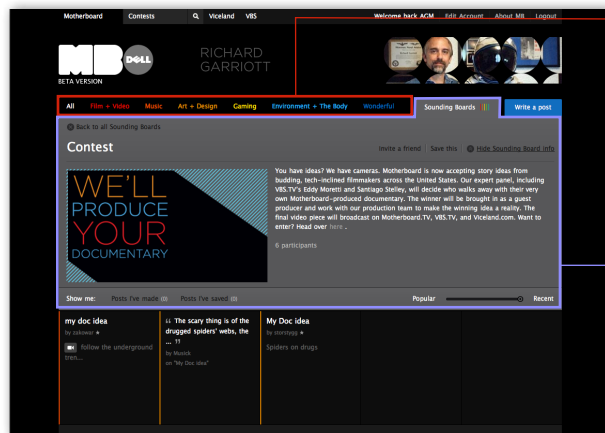 Motherboard Contests Viceland VBS Welcome back AGM Edit Account About MB Logout
MB DELL
RICHARD
GARRIOTT
BETA VERSION
All Film + Video Music Art + Design Gaming Environment + The Body Wonderful Sounding Boards Write a post
Back to all Sounding Boards
Contest Invite a friend Save this Hide Sounding Board info
WE'LL
PRODUCE
YOUR
DOCUMENTARY
You have ideas? We have cameras. Motherboard is now accepting story ideas from
budding, tech-inclined filmmakers across the United States. Our expert panel, including
VBS.TV's Eddy Moretti and Santiago Stelley, will decide who walks away with their very
own Motherboard-produced documentary. The winner will be brought in as a guest
producer and work with our production team to make the winning idea a reality. The
final video piece will broadcast on Motherboard.TV, VBS.TV, and Viceland.com. Want to
enter? Head over here .
6 participants
Show me: Posts I've made (0) Posts I've saved (0) Popular Recent
my doc idea
by zakswar ★
follow the underground
tren...
“ The scary thing is of the
drugged spiders' webs, the
... ”
by Musick
on "My Doc idea"
My Doc idea
by stonnygg ★
Spiders on drugs